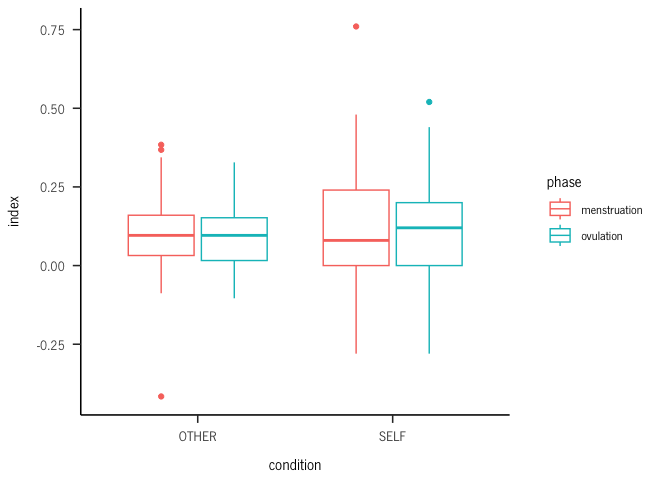 0.75
0.50
0.25
0.00
-0.25
index
OTHER
SELF
condition
phase
menstruation
ovulation